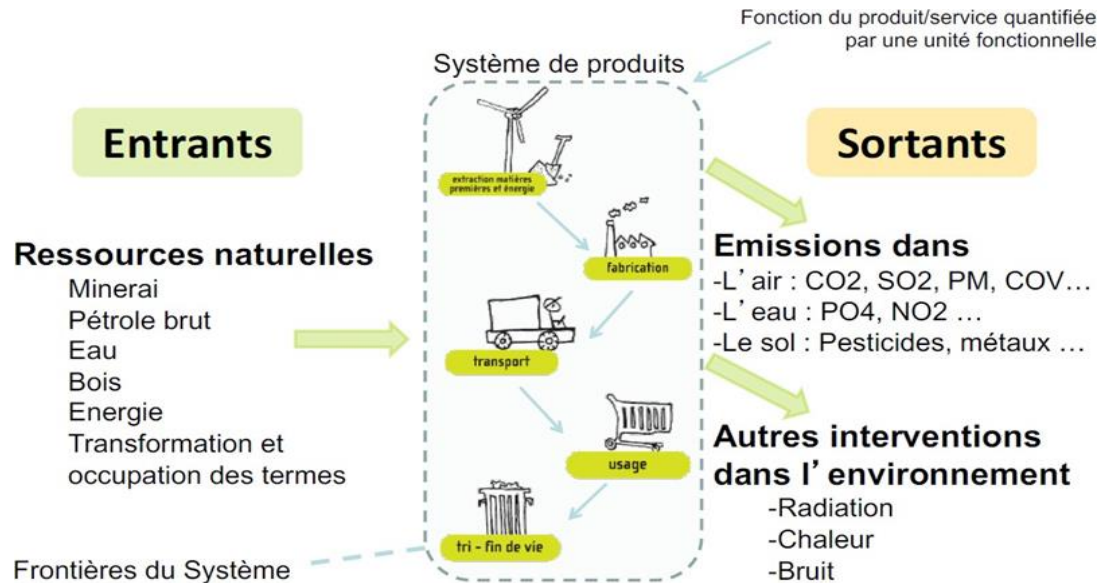 Fonction du produit/service quantifiée
par une unité fonctionnelle
Système de produits
Entrants
Sortants
extraction matières
premières et énergie
fabrication
transport
usage
tri - fin de vie
Ressources naturelles
Minerai
Pétrole brut
Eau
Bois
Energie
Transformation et
occupation des termes
Frontières du Système
Emissions dans
-L’air : CO2, SO2, PM, COV...
-L’eau : PO4, NO2 ...
-Le sol : Pesticides, métaux ...
Autres interventions
dans l’environnement
-Radiation
-Chaleur
-Bruit